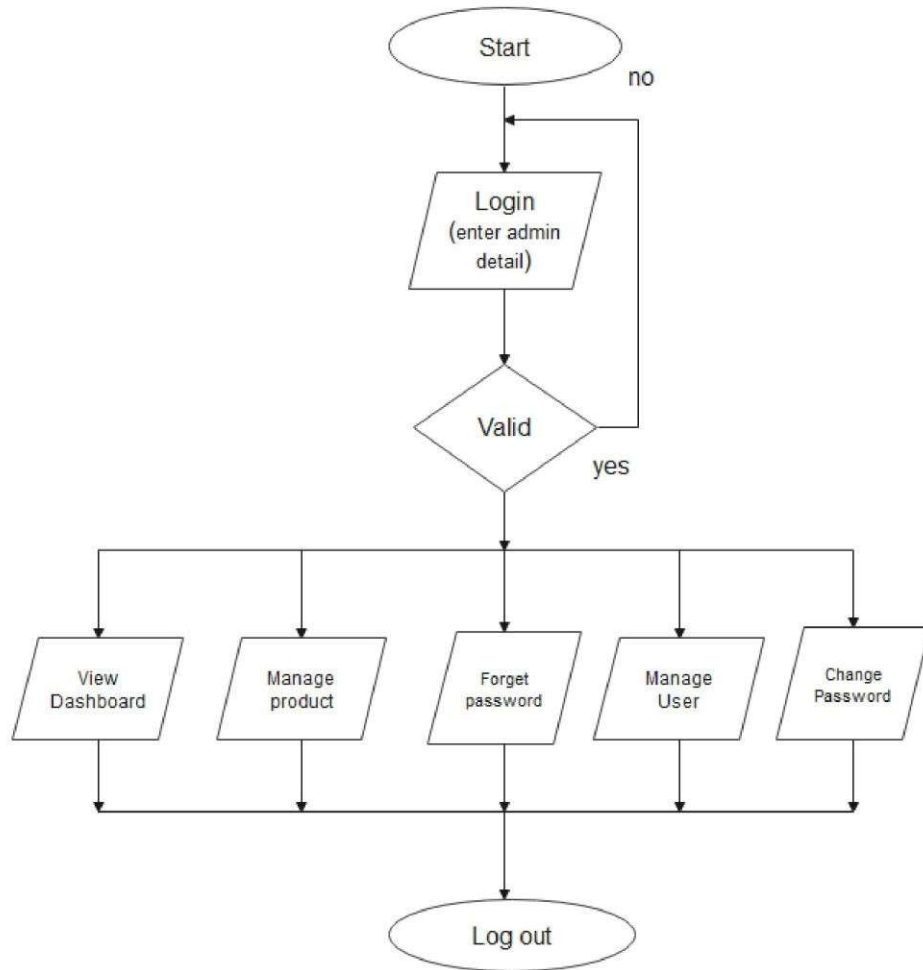 Start
no
Login
(enter admin
detail)
Valid
yes
View
Dashboard
Manage
product
Forget
password
Manage
User
Change
Password
Log out